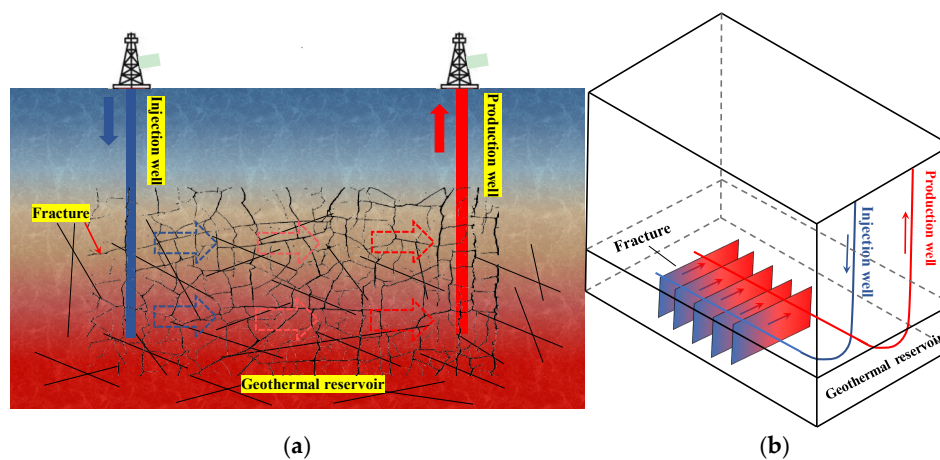 Injection well
Production well
Fracture
Geothermal reservoir
(a)
Fracture
Injection well
Production well
Geothermal reservoir
(b)